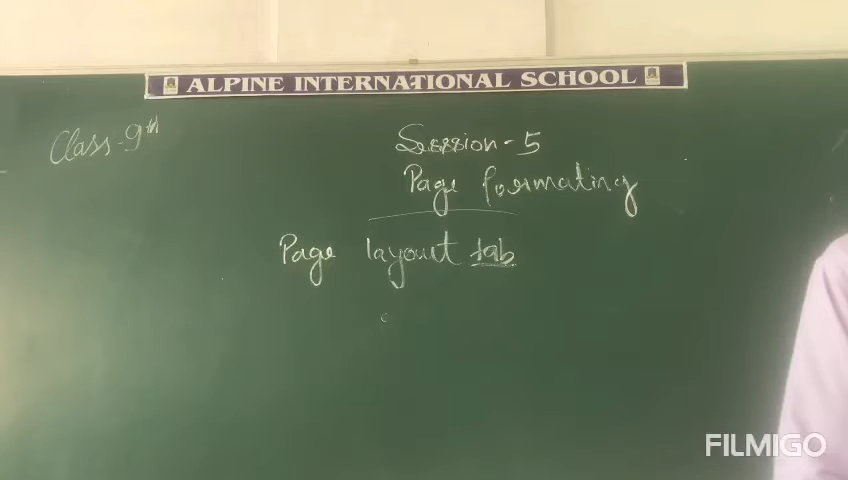 ALPINE INTERNATIONAL SCHOOL
Class-9th
Session-5
Page formating
Page layout tab
FILMIGO